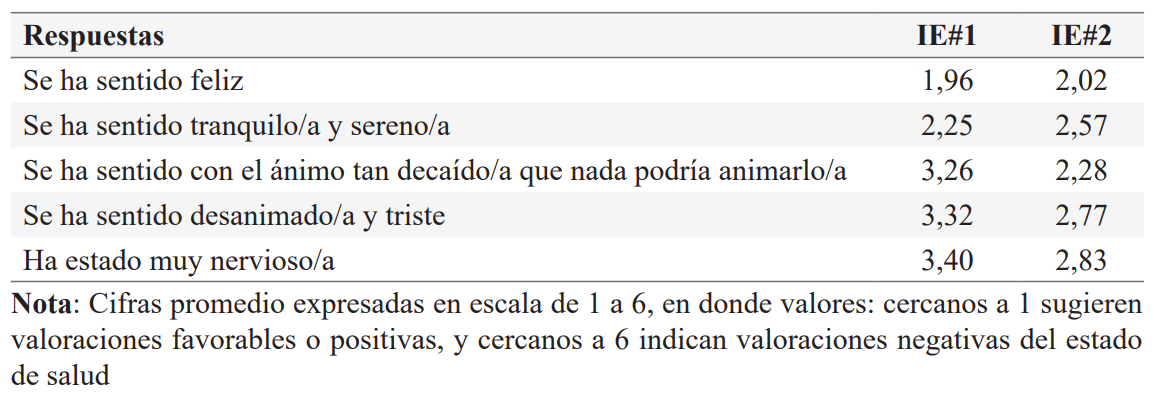 Respuestas IE#1 IE#2
Se ha sentido feliz 1,96 2,02
Se ha sentido tranquilo/a y sereno/a 2,25 2,57
Se ha sentido con el ánimo tan decaído/a que nada podría animarlo/a 3,26 2,28
Se ha sentido desanimado/a y triste 3,32 2,77
Ha estado muy nervioso/a 3,40 2,83
Nota: Cifras promedio expresadas en escala de 1 a 6, en donde valores: cercanos a 1 sugieren
valoraciones favorables o positivas, y cercanos a 6 indican valoraciones negativas del estado
de salud